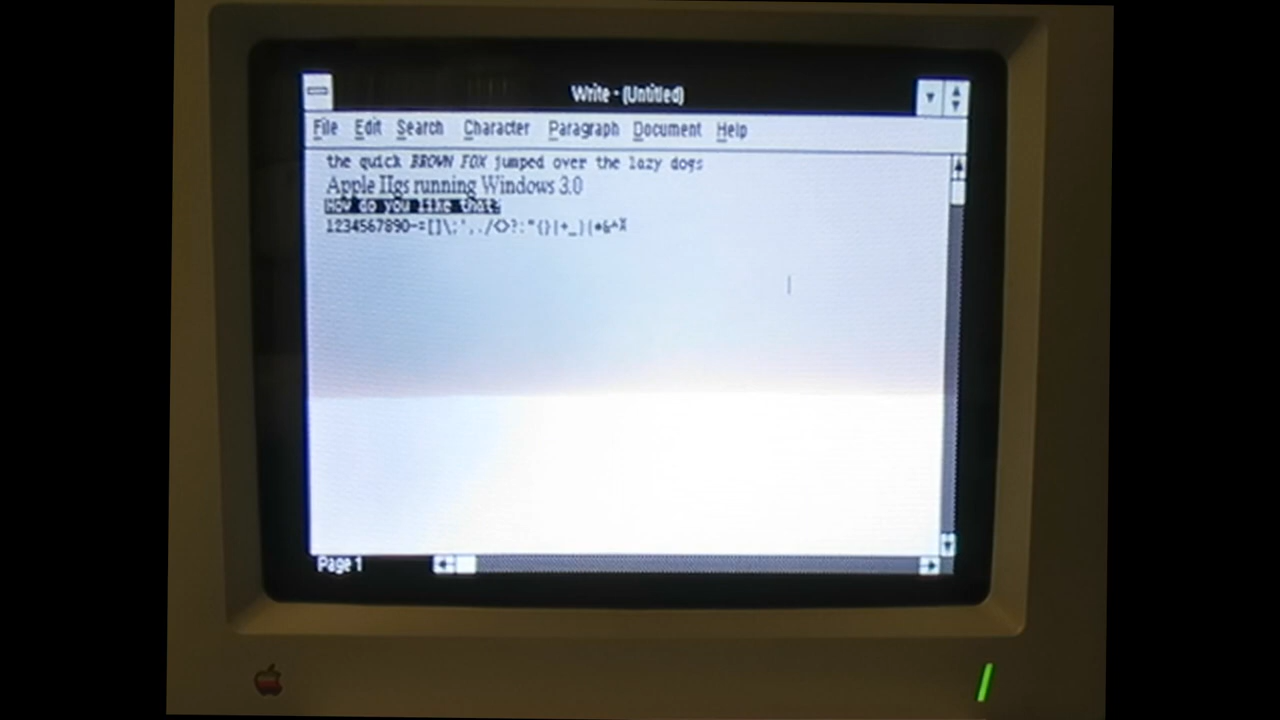 Write - (Untitled)
File Edit Search Character Paragraph Document Help
the quick BROWN FOX jumped over the lazy dogs
Apple IIgs running Windows 3.0
How do you like that?
1234567890-=[]\;',./<>?:"{}|+_)(*&^%
Page 1